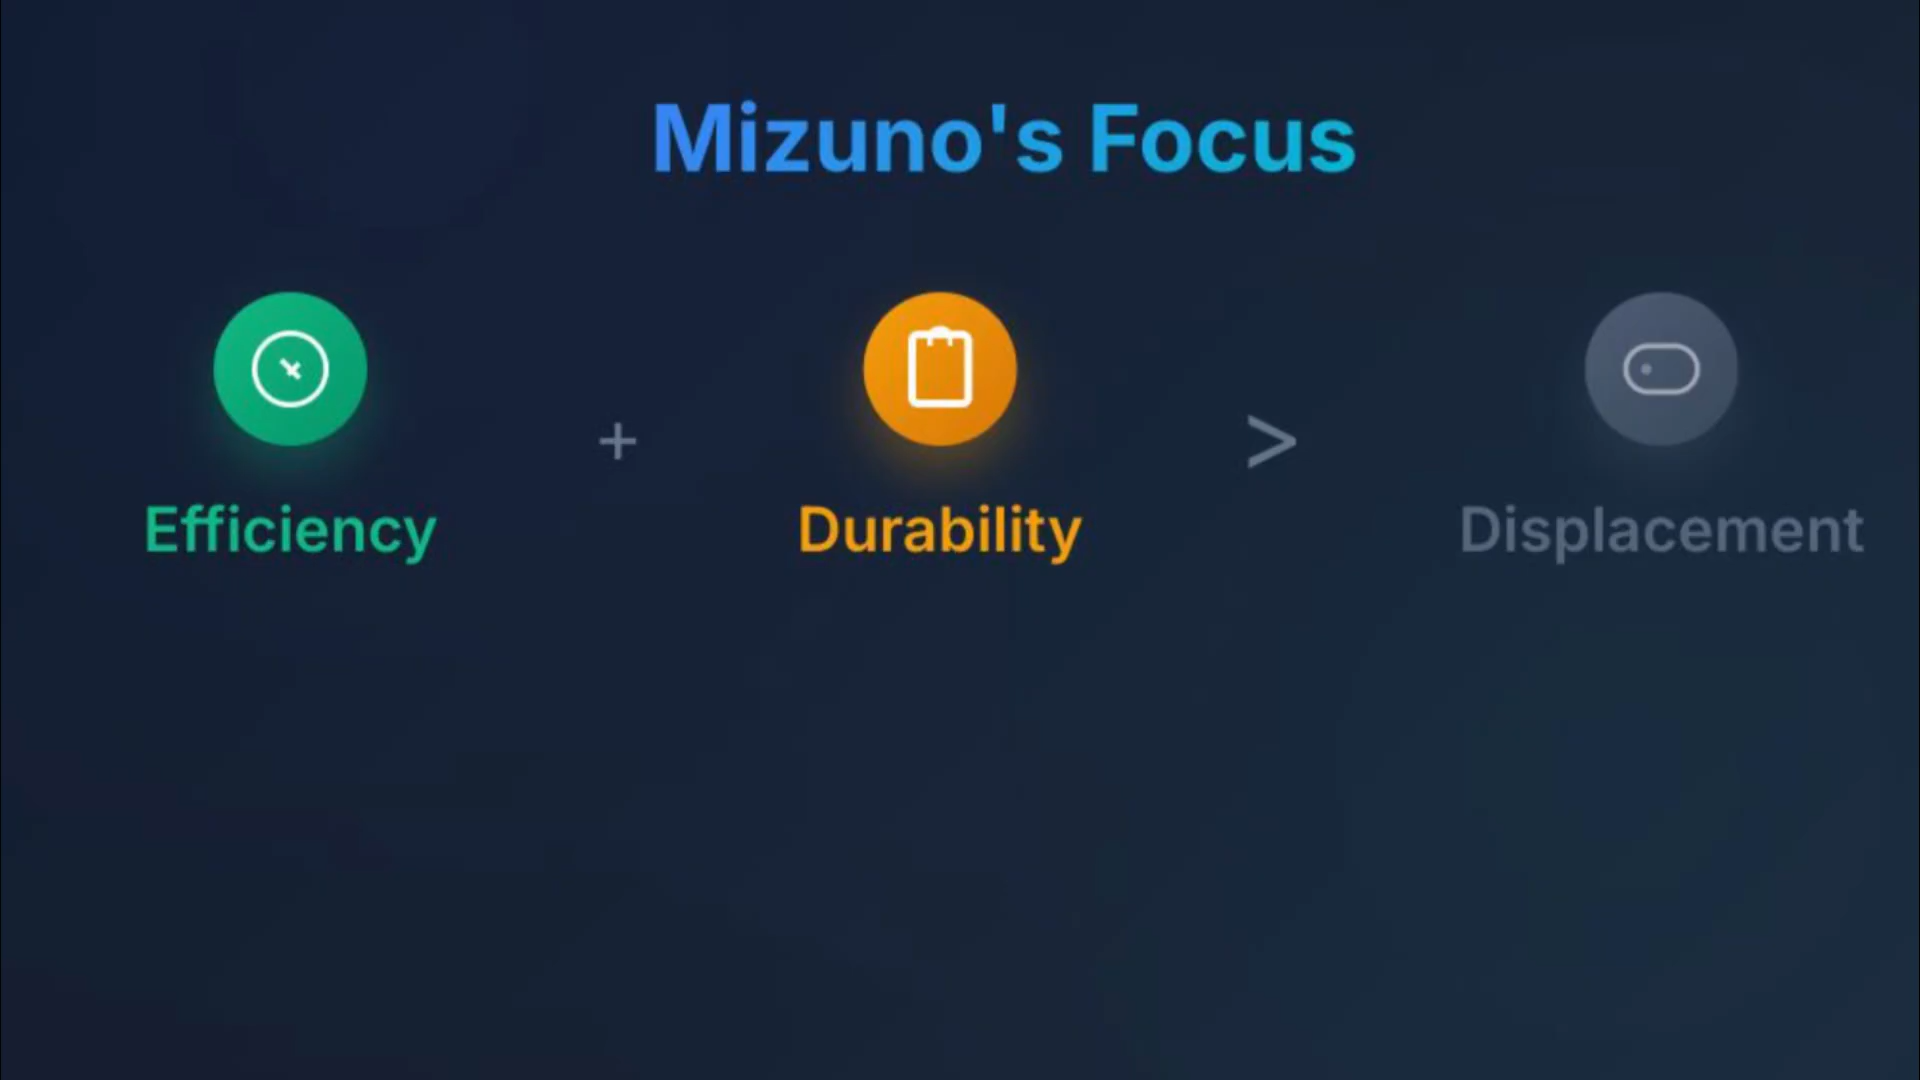 Mizuno's Focus
+
>
Efficiency
Durability
Displacement